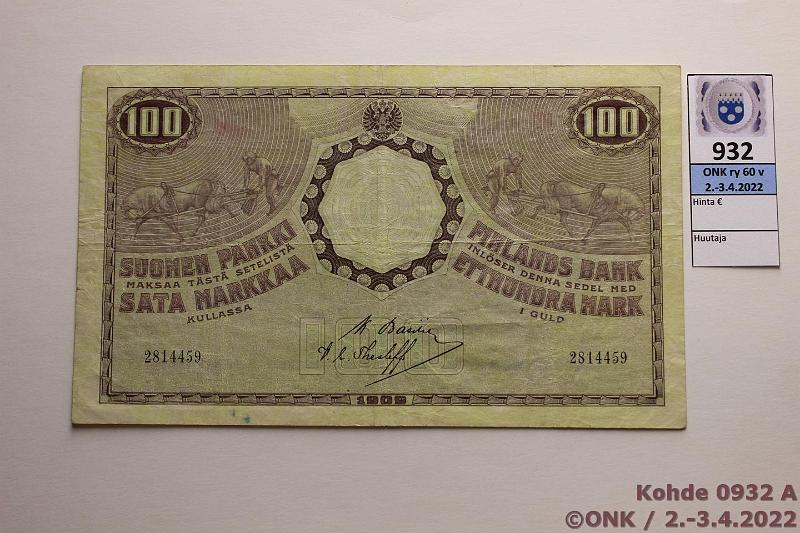 100
100
SUOMEN PANKKI
MAKSAA TÄSTÄ SETELISTÄ
SATA MARKKAA
KULLASSA
FINLANDS BANK
INLÖSER DENNA SEDEL MED
ETTHUNDRA MARK
I GULD
100
2814459
2814459
1909
932
ONK ry 60 v
2.-3.4.2022
Hinta €
Huutaja
Kohde 0932 A
©ONK / 2.-3.4.2022